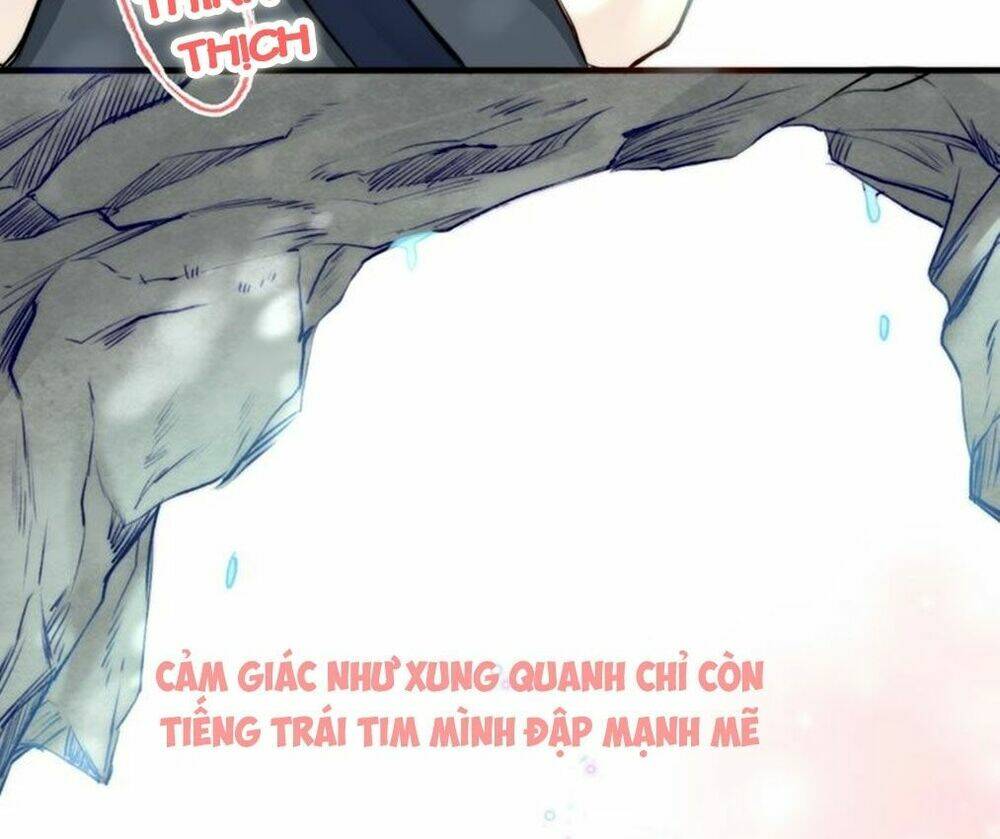 THỊCH
CẢM GIÁC NHƯ XUNG QUANH CHỈ CÒN
TIẾNG TRÁI TIM MÌNH ĐẬP MẠNH MẼ